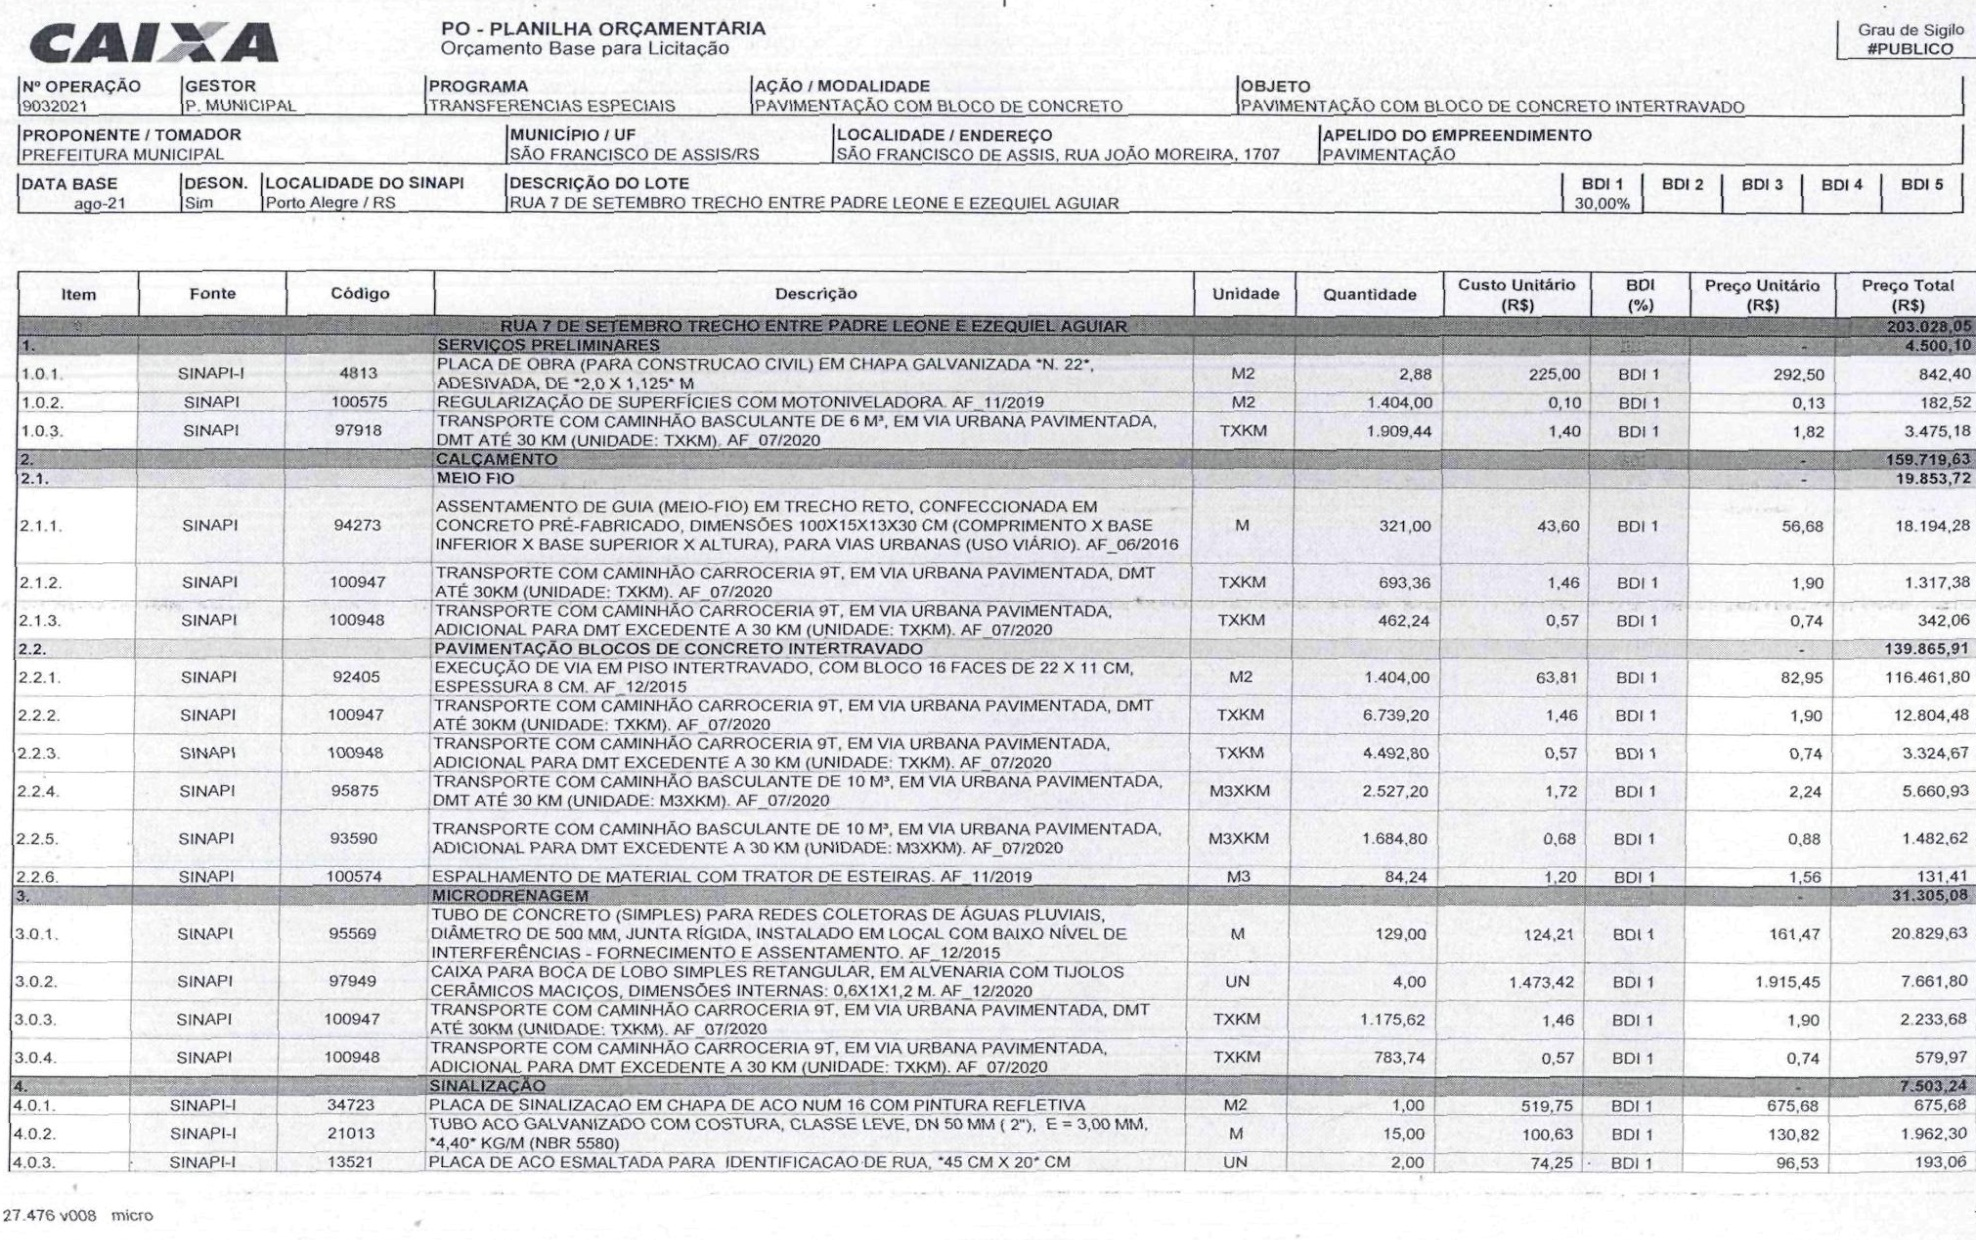 CAIXA
PO - PLANILHA ORÇAMENTÁRIA
Orçamento Base para Licitação
Grau de Sigilo
#PUBLICO
Nº OPERAÇÃO GESTOR PROGRAMA AÇÃO / MODALIDADE OBJETO
9032021 P. MUNICIPAL TRANSFERENCIAS ESPECIAIS PAVIMENTAÇÃO COM BLOCO DE CONCRETO PAVIMENTAÇÃO COM BLOCO DE CONCRETO INTERTRAVADO
PROPONENTE / TOMADOR MUNICÍPIO / UF LOCALIDADE / ENDEREÇO APELIDO DO EMPREENDIMENTO
PREFEITURA MUNICIPAL SÃO FRANCISCO DE ASSIS/RS SÃO FRANCISCO DE ASSIS, RUA JOÃO MOREIRA, 1707 PAVIMENTAÇÃO
DATA BASE DESON. LOCALIDADE DO SINAPI DESCRIÇÃO DO LOTE BDI 1 BDI 2 BDI 3 BDI 4 BDI 5
ago-21 Sim Porto Alegre / RS RUA 7 DE SETEMBRO TRECHO ENTRE PADRE LEONE E EZEQUIEL AGUIAR 30,00%
Item Fonte Código Descrição Unidade Quantidade Custo Unitário (R$) BDI (%) Preço Unitário (R$) Preço Total (R$)
RUA 7 DE SETEMBRO TRECHO ENTRE PADRE LEONE E EZEQUIEL AGUIAR 203.028,05
1. SERVIÇOS PRELIMINARES - 4.500,10
1.0.1. SINAPI-I 4813 PLACA DE OBRA (PARA CONSTRUCAO CIVIL) EM CHAPA GALVANIZADA *N. 22*,
ADESIVADA, DE *2,0 X 1,125* M M2 2,88 225,00 BDI 1 292,50 842,40
1.0.2. SINAPI 100575 REGULARIZAÇÃO DE SUPERFÍCIES COM MOTONIVELADORA. AF_11/2019 M2 1.404,00 0,10 BDI 1 0,13 182,52
1.0.3. SINAPI 97918 TRANSPORTE COM CAMINHÃO BASCULANTE DE 6 M³, EM VIA URBANA PAVIMENTADA,
DMT ATÉ 30 KM (UNIDADE: TXKM). AF_07/2020 TXKM 1.909,44 1,40 BDI 1 1,82 3.475,18
2. CALÇAMENTO - 159.719,63
2.1. MEIO FIO - 19.853,72
2.1.1. SINAPI 94273 ASSENTAMENTO DE GUIA (MEIO-FIO) EM TRECHO RETO, CONFECCIONADA EM
CONCRETO PRÉ-FABRICADO, DIMENSÕES 100X15X13X30 CM (COMPRIMENTO X BASE
INFERIOR X BASE SUPERIOR X ALTURA), PARA VIAS URBANAS (USO VIÁRIO). AF_06/2016 M 321,00 43,60 BDI 1 56,68 18.194,28
2.1.2. SINAPI 100947 TRANSPORTE COM CAMINHÃO CARROCERIA 9T, EM VIA URBANA PAVIMENTADA, DMT
ATÉ 30KM (UNIDADE: TXKM). AF_07/2020 TXKM 693,36 1,46 BDI 1 1,90 1.317,38
2.1.3. SINAPI 100948 TRANSPORTE COM CAMINHÃO CARROCERIA 9T, EM VIA URBANA PAVIMENTADA,
ADICIONAL PARA DMT EXCEDENTE A 30 KM (UNIDADE: TXKM). AF_07/2020 TXKM 462,24 0,57 BDI 1 0,74 342,06
2.2. PAVIMENTAÇÃO BLOCOS DE CONCRETO INTERTRAVADO - 139.865,91
2.2.1. SINAPI 92405 EXECUÇÃO DE VIA EM PISO INTERTRAVADO, COM BLOCO 16 FACES DE 22 X 11 CM,
ESPESSURA 8 CM. AF_12/2015 M2 1.404,00 63,81 BDI 1 82,95 116.461,80
2.2.2. SINAPI 100947 TRANSPORTE COM CAMINHÃO CARROCERIA 9T, EM VIA URBANA PAVIMENTADA, DMT
ATÉ 30KM (UNIDADE: TXKM). AF_07/2020 TXKM 6.739,20 1,46 BDI 1 1,90 12.804,48
2.2.3. SINAPI 100948 TRANSPORTE COM CAMINHÃO CARROCERIA 9T, EM VIA URBANA PAVIMENTADA,
ADICIONAL PARA DMT EXCEDENTE A 30 KM (UNIDADE: TXKM). AF_07/2020 TXKM 4.492,80 0,57 BDI 1 0,74 3.324,67
2.2.4. SINAPI 95875 TRANSPORTE COM CAMINHÃO BASCULANTE DE 10 M³, EM VIA URBANA PAVIMENTADA,
DMT ATÉ 30 KM (UNIDADE: M3XKM). AF_07/2020 M3XKM 2.527,20 1,72 BDI 1 2,24 5.660,93
2.2.5. SINAPI 93590 TRANSPORTE COM CAMINHÃO BASCULANTE DE 10 M³, EM VIA URBANA PAVIMENTADA,
ADICIONAL PARA DMT EXCEDENTE A 30 KM (UNIDADE: M3XKM). AF_07/2020 M3XKM 1.684,80 0,68 BDI 1 0,88 1.482,62
2.2.6. SINAPI 100574 ESPALHAMENTO DE MATERIAL COM TRATOR DE ESTEIRAS. AF_11/2019 M3 84,24 1,20 BDI 1 1,56 131,41
3. MICRODRENAGEM - 31.305,08
3.0.1. SINAPI 95569 TUBO DE CONCRETO (SIMPLES) PARA REDES COLETORAS DE ÁGUAS PLUVIAIS,
DIÂMETRO DE 500 MM, JUNTA RÍGIDA, INSTALADO EM LOCAL COM BAIXO NÍVEL DE
INTERFERÊNCIAS - FORNECIMENTO E ASSENTAMENTO. AF_12/2015 M 129,00 124,21 BDI 1 161,47 20.829,63
3.0.2. SINAPI 97949 CAIXA PARA BOCA DE LOBO SIMPLES RETANGULAR, EM ALVENARIA COM TIJOLOS
CERÂMICOS MACIÇOS, DIMENSÕES INTERNAS: 0,6X1X1,2 M. AF_12/2020 UN 4,00 1.473,42 BDI 1 1.915,45 7.661,80
3.0.3. SINAPI 100947 TRANSPORTE COM CAMINHÃO CARROCERIA 9T, EM VIA URBANA PAVIMENTADA, DMT
ATÉ 30KM (UNIDADE: TXKM). AF_07/2020 TXKM 1.175,62 1,46 BDI 1 1,90 2.233,68
3.0.4. SINAPI 100948 TRANSPORTE COM CAMINHÃO CARROCERIA 9T, EM VIA URBANA PAVIMENTADA,
ADICIONAL PARA DMT EXCEDENTE A 30 KM (UNIDADE: TXKM). AF_07/2020 TXKM 783,74 0,57 BDI 1 0,74 579,97
4. SINALIZAÇÃO - 7.503,24
4.0.1. SINAPI-I 34723 PLACA DE SINALIZACAO EM CHAPA DE ACO NUM 16 COM PINTURA REFLETIVA M2 1,00 519,75 BDI 1 675,68 675,68
4.0.2. SINAPI-I 21013 TUBO ACO GALVANIZADO COM COSTURA, CLASSE LEVE, DN 50 MM ( 2"), E = 3,00 MM,
*4,40* KG/M (NBR 5580) M 15,00 100,63 BDI 1 130,82 1.962,30
4.0.3. SINAPI-I 13521 PLACA DE ACO ESMALTADA PARA IDENTIFICACAO DE RUA, *45 CM X 20* CM UN 2,00 74,25 BDI 1 96,53 193,06
27.476 v008 micro